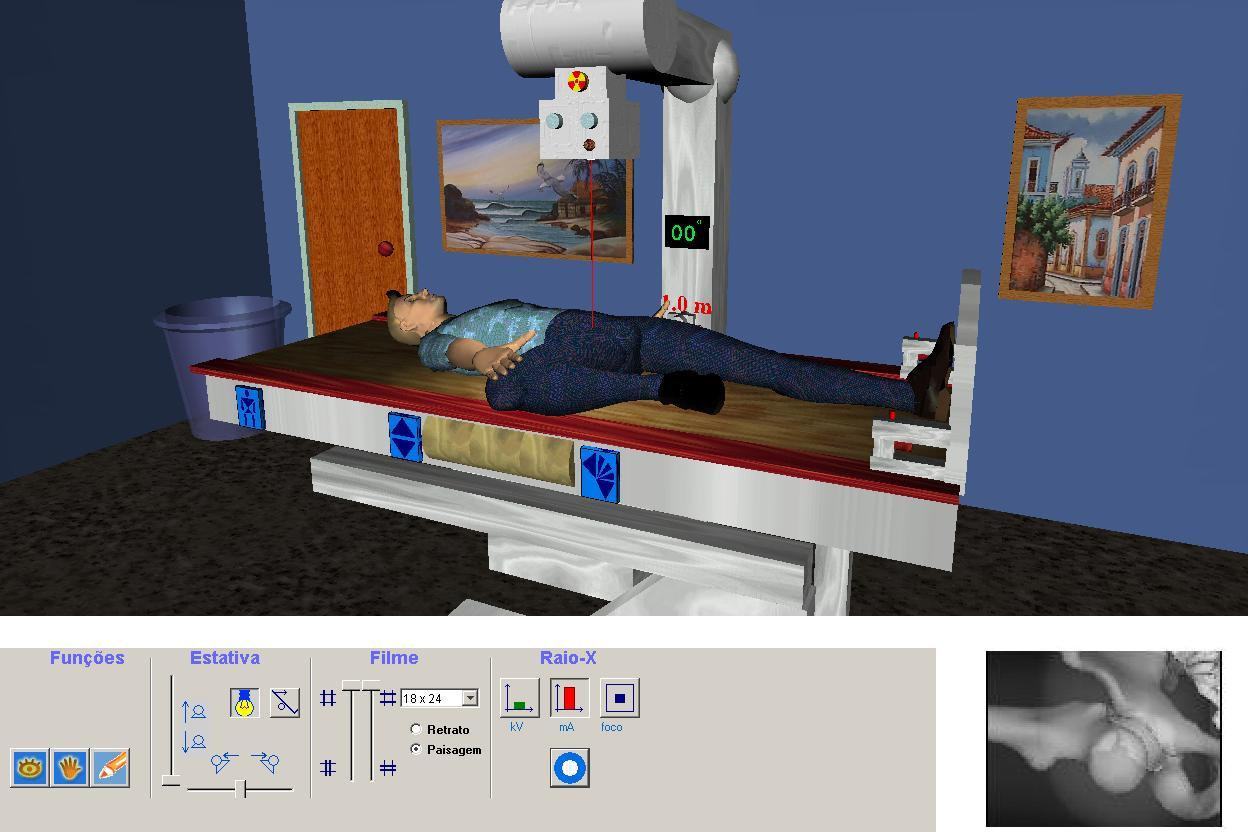 00°
1.0 m
Funções
Estativa
Filme
Raio-X
18 x 24
Retrato
Paisagem
kV
mA
foco